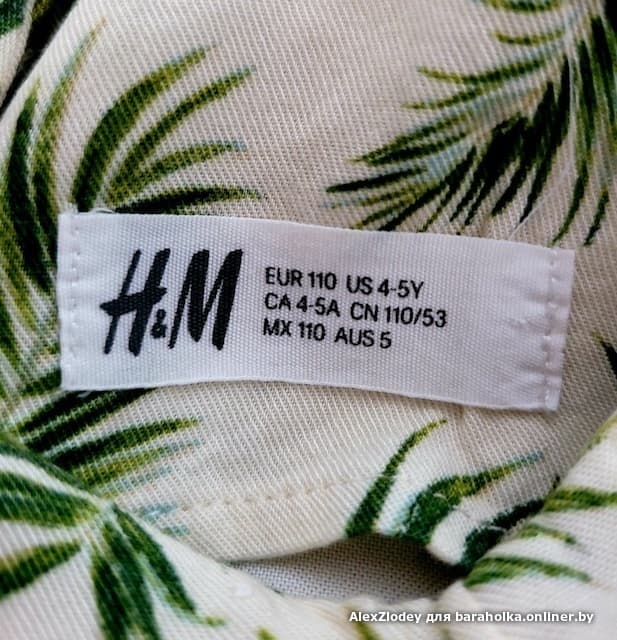 H&M
EUR 110 US 4-5Y
CA 4-5A CN 110/53
MX 110 AUS 5
AlexZlodey для baraholka.onliner.by